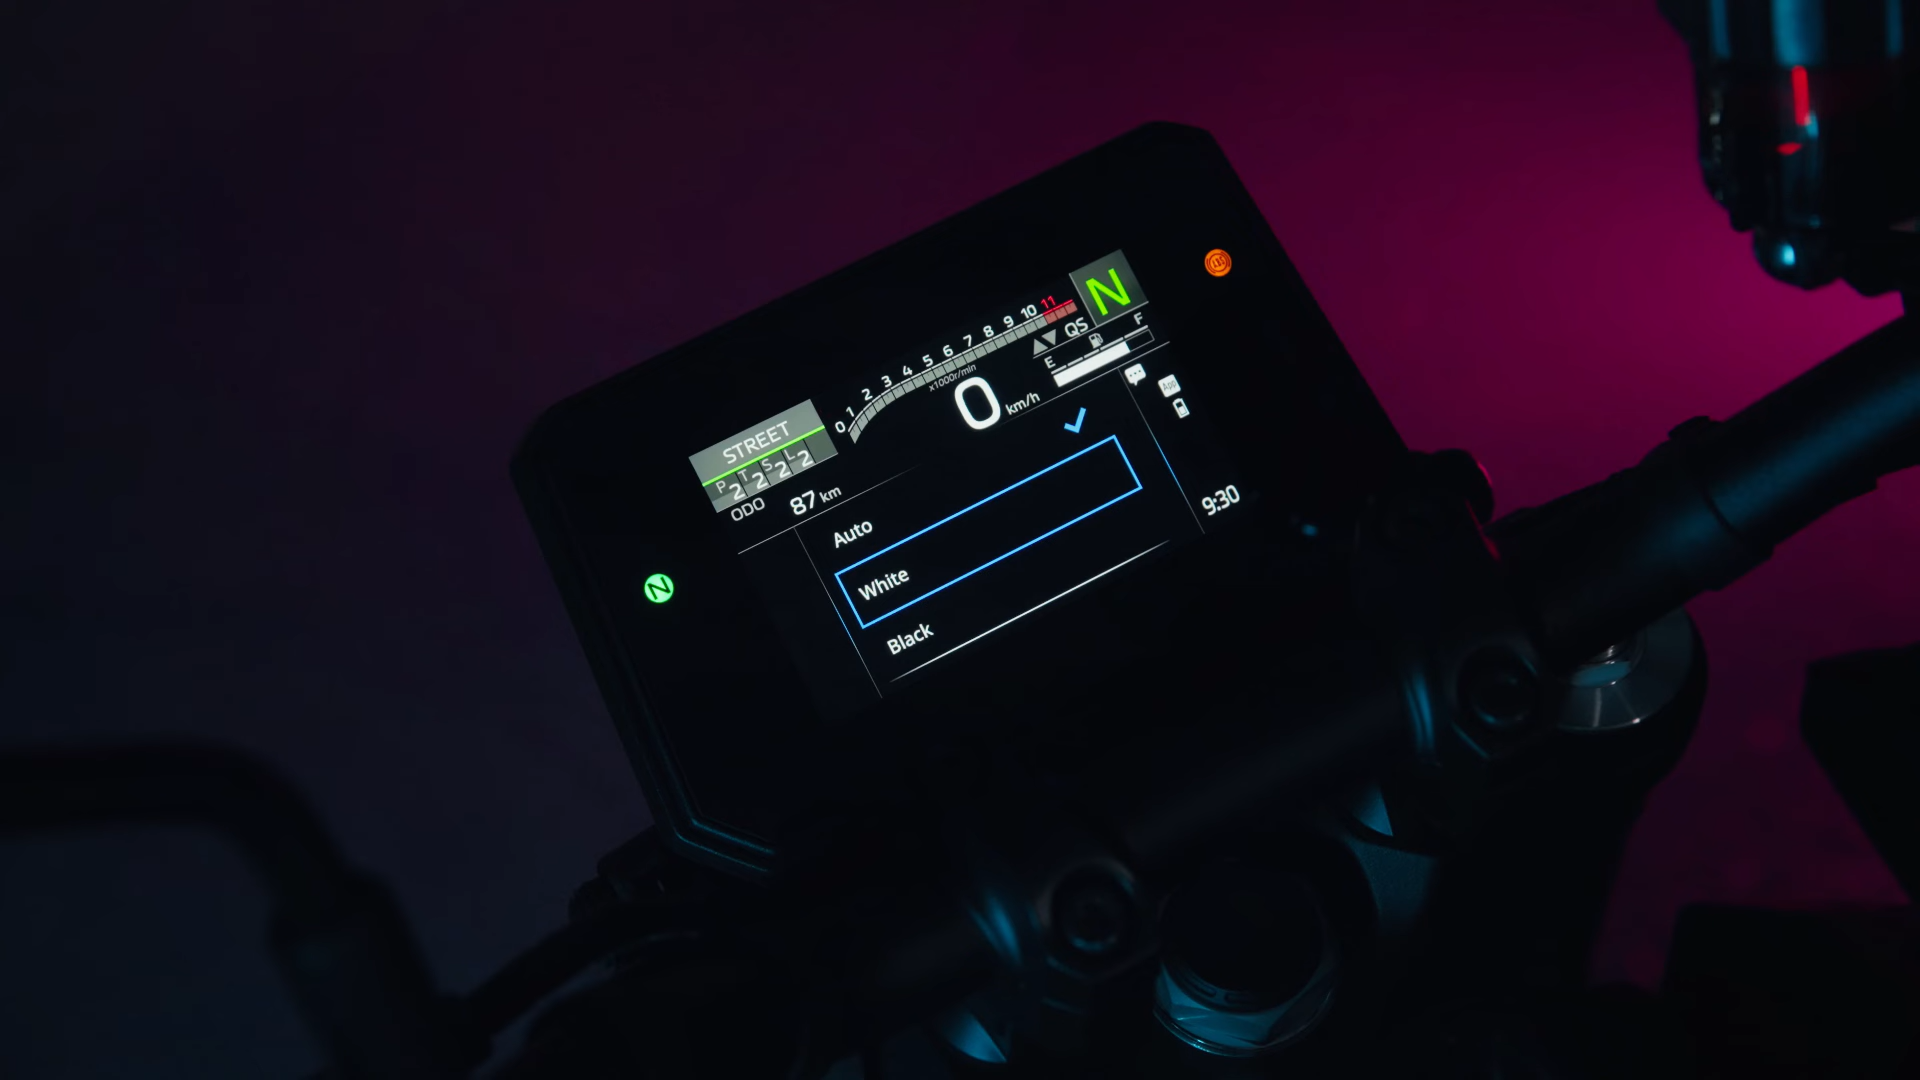 N
0 1 2 3 4 5 6 7 8 9 10 11
x1000r/min
QS
E F
0 km/h
STREET
P 2 T 2 S 2 L 2
ODO 87 km
App
Auto
White
Black
9:30
N